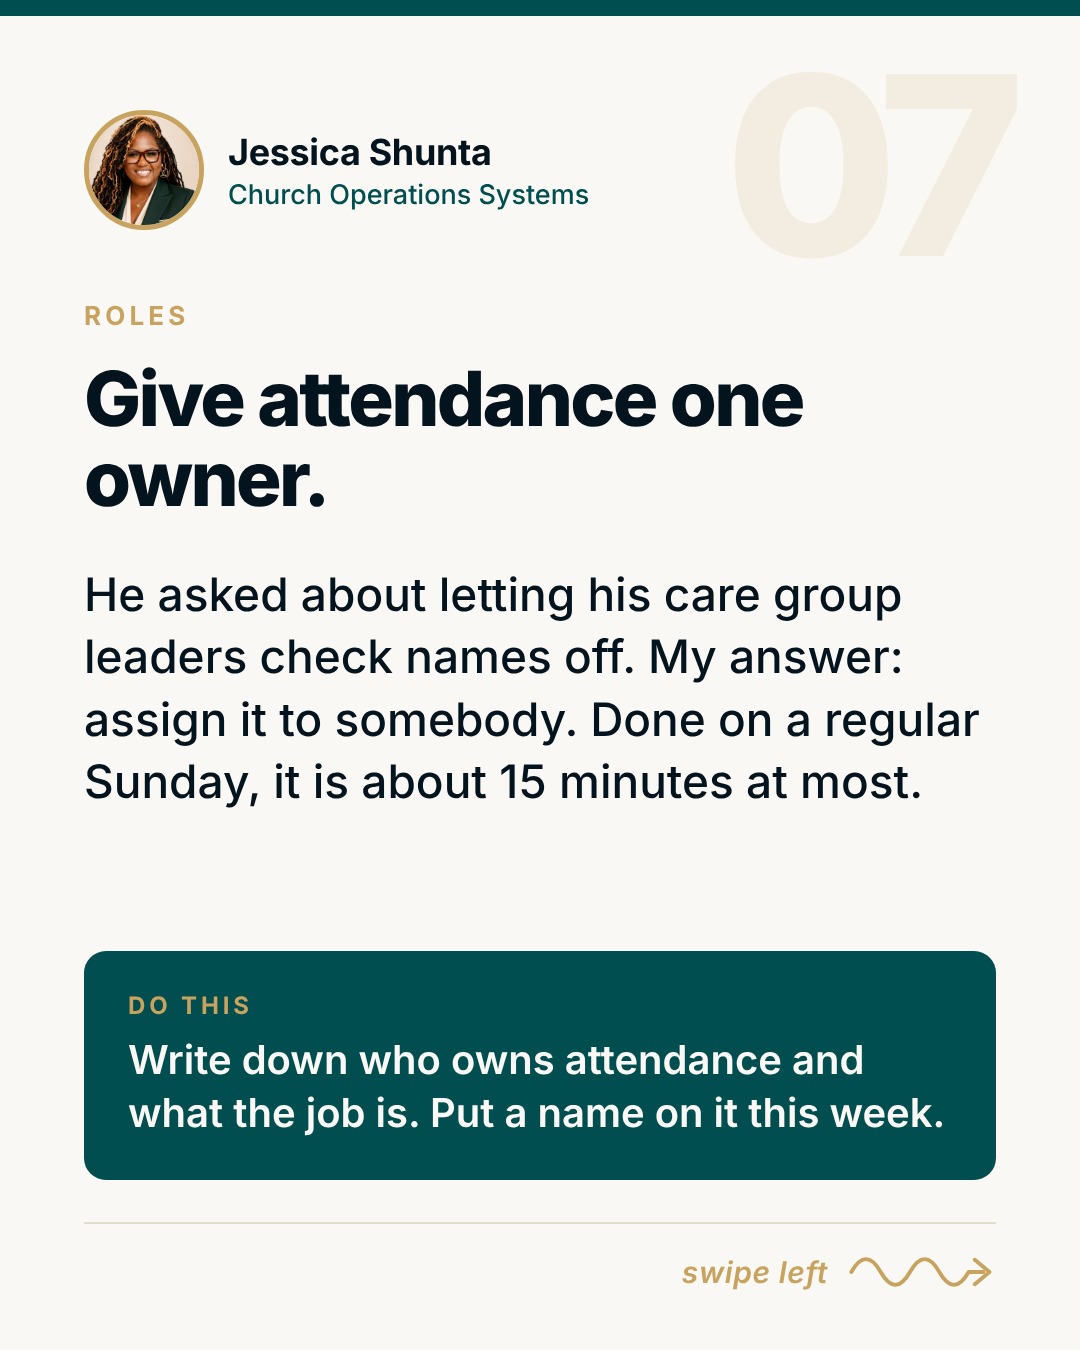 07
Jessica Shunta
Church Operations Systems
ROLES
Give attendance one
owner.
He asked about letting his care group
leaders check names off. My answer:
assign it to somebody. Done on a regular
Sunday, it is about 15 minutes at most.
DO THIS
Write down who owns attendance and
what the job is. Put a name on it this week.
swipe left